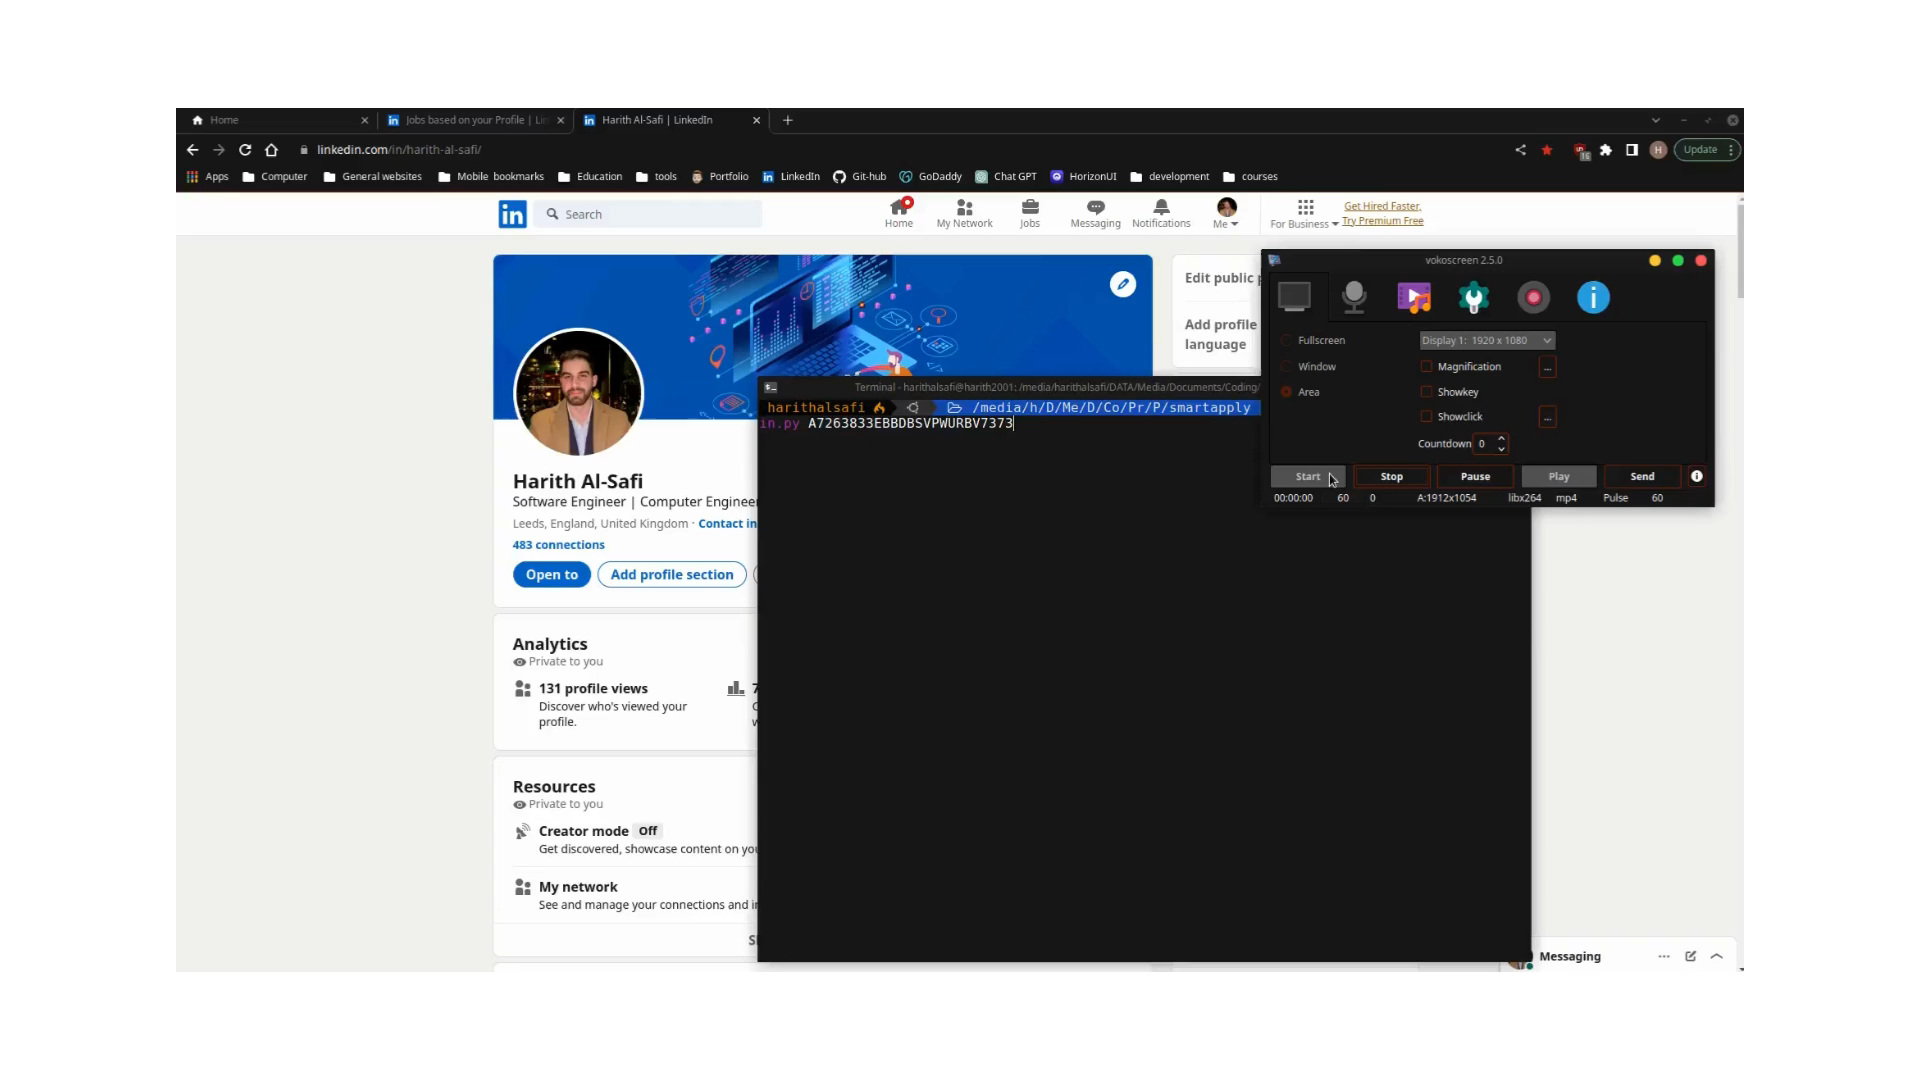 Home
Jobs based on your Profile | Lin
Harith Al-Safi | LinkedIn
linkedin.com/in/harith-al-safi/
H
Update
Apps
Computer
General websites
Mobile bookmarks
Education
tools
Portfolio
LinkedIn
Git-hub
GoDaddy
Chat GPT
HorizonUI
development
courses
in
Search
Home
My Network
Jobs
Messaging
Notifications
Me
For Business
Get Hired Faster,
Try Premium Free
Edit public p
Add profile
language
vokoscreen 2.5.0
Fullscreen
Display 1: 1920 x 1080
Window
Magnification
...
Area
Showkey
Showclick
...
Countdown 0
Start
Stop
Pause
Play
Send
00:00:00
60
0
A:1912x1054
libx264
mp4
Pulse
60
Terminal - harithalsafi@harith2001: /media/harithalsafi/DATA/Media/Documents/Coding/
harithalsafi
/media/h/D/Me/D/Co/Pr/P/smartapply
in.py A7263833EBBDBSVPWURBV7373
Harith Al-Safi
Software Engineer | Computer Engineer
Leeds, England, United Kingdom · Contact in
483 connections
Open to
Add profile section
Analytics
Private to you
131 profile views
Discover who's viewed your
profile.
7
Resources
Private to you
Creator mode Off
Get discovered, showcase content on you
My network
See and manage your connections and in
Messaging